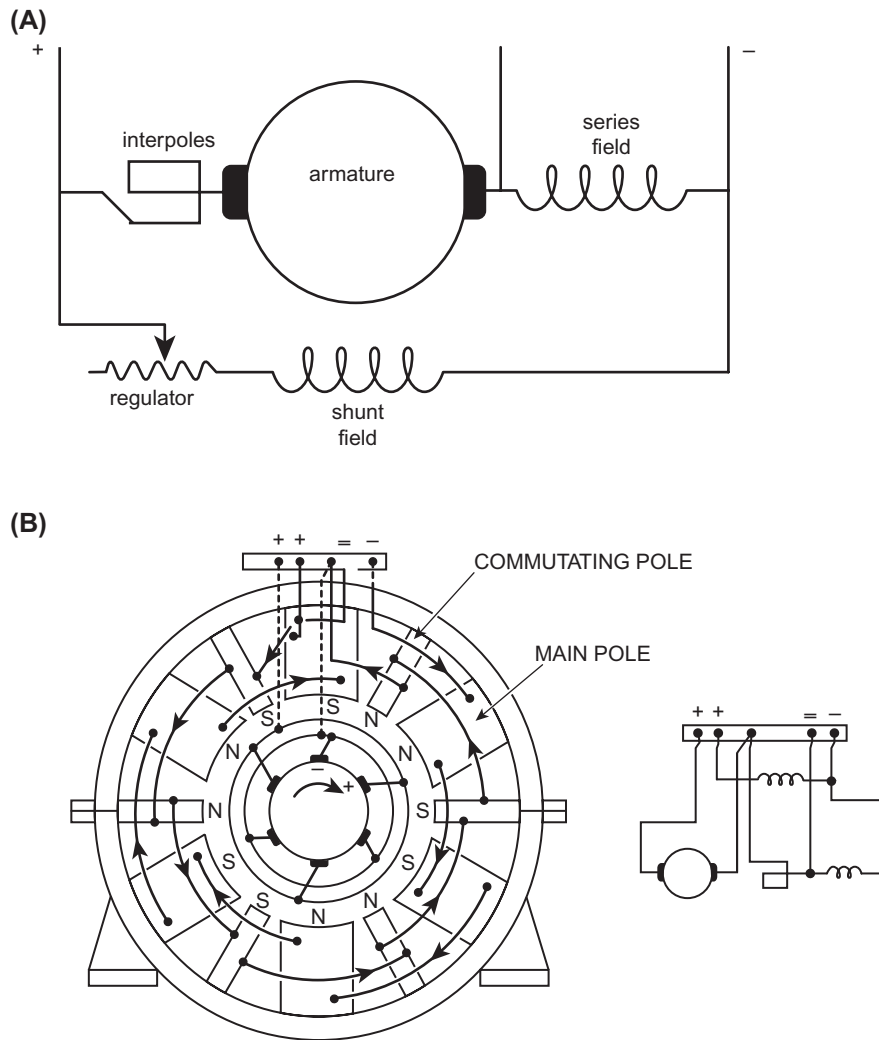 (A)
+
−
interpoles
armature
series
field
regulator
shunt
field
(B)
+ + = −
COMMUTATING POLE
MAIN POLE
S
S
N
N
N
−
+
N
S
S
S
S
N
N
+ + = −